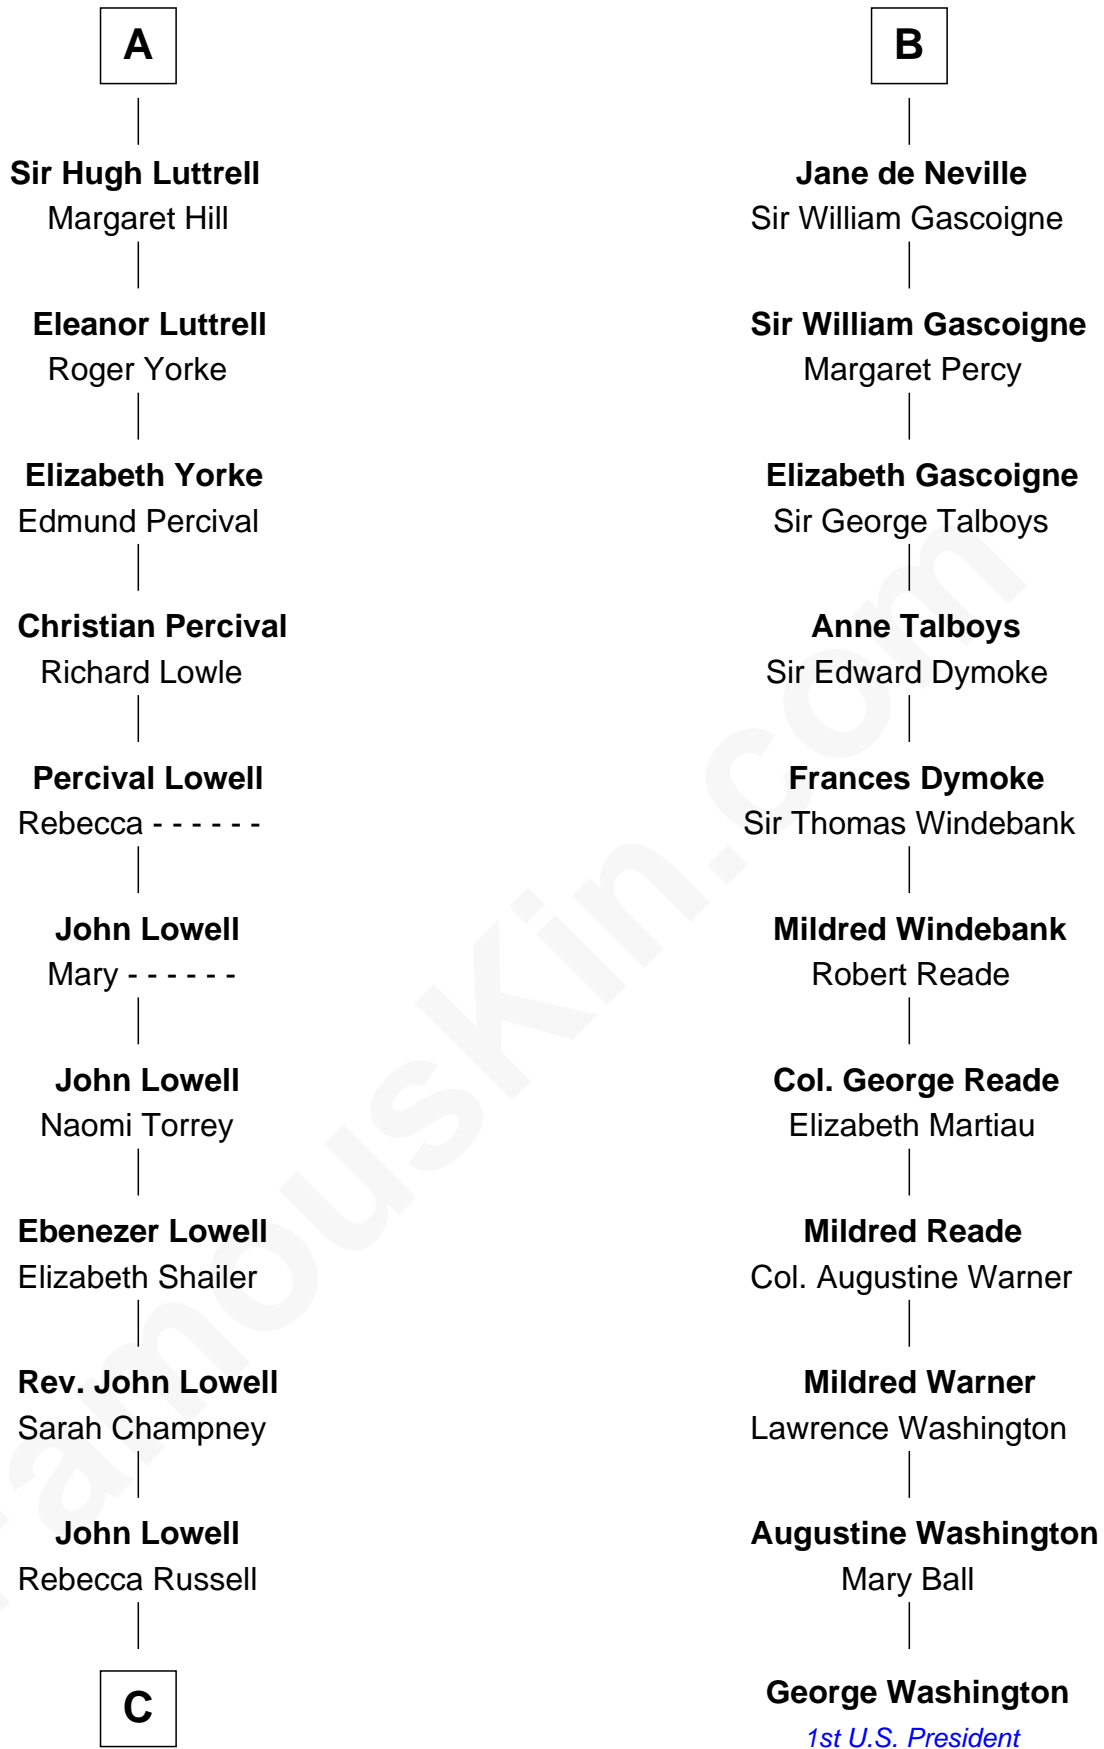 A
Sir Hugh Luttrell
Margaret Hill
Eleanor Luttrell
Roger Yorke
Elizabeth Yorke
Edmund Percival
Christian Percival
Richard Lowle
Percival Lowell
Rebecca - - - - - -
John Lowell
Mary - - - - - -
John Lowell
Naomi Torrey
Ebenezer Lowell
Elizabeth Shailer
Rev. John Lowell
Sarah Champney
John Lowell
Rebecca Russell
C
B
Jane de Neville
Sir William Gascoigne
Sir William Gascoigne
Margaret Percy
Elizabeth Gascoigne
Sir George Talboys
Anne Talboys
Sir Edward Dymoke
Frances Dymoke
Sir Thomas Windebank
Mildred Windebank
Robert Reade
Col. George Reade
Elizabeth Martiau
Mildred Reade
Col. Augustine Warner
Mildred Warner
Lawrence Washington
Augustine Washington
Mary Ball
George Washington
1st U.S. President
FamousKin.com